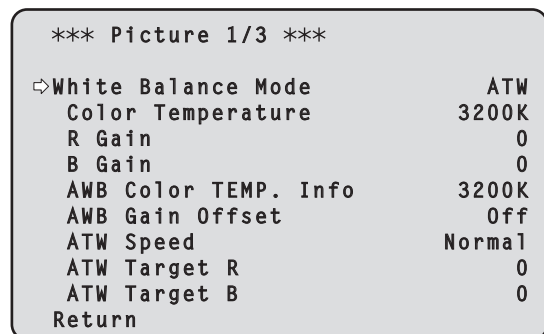 *** Picture 1/3 ***
⇨White Balance Mode ATW
Color Temperature 3200K
R Gain 0
B Gain 0
AWB Color TEMP. Info 3200K
AWB Gain Offset Off
ATW Speed Normal
ATW Target R 0
ATW Target B 0
Return